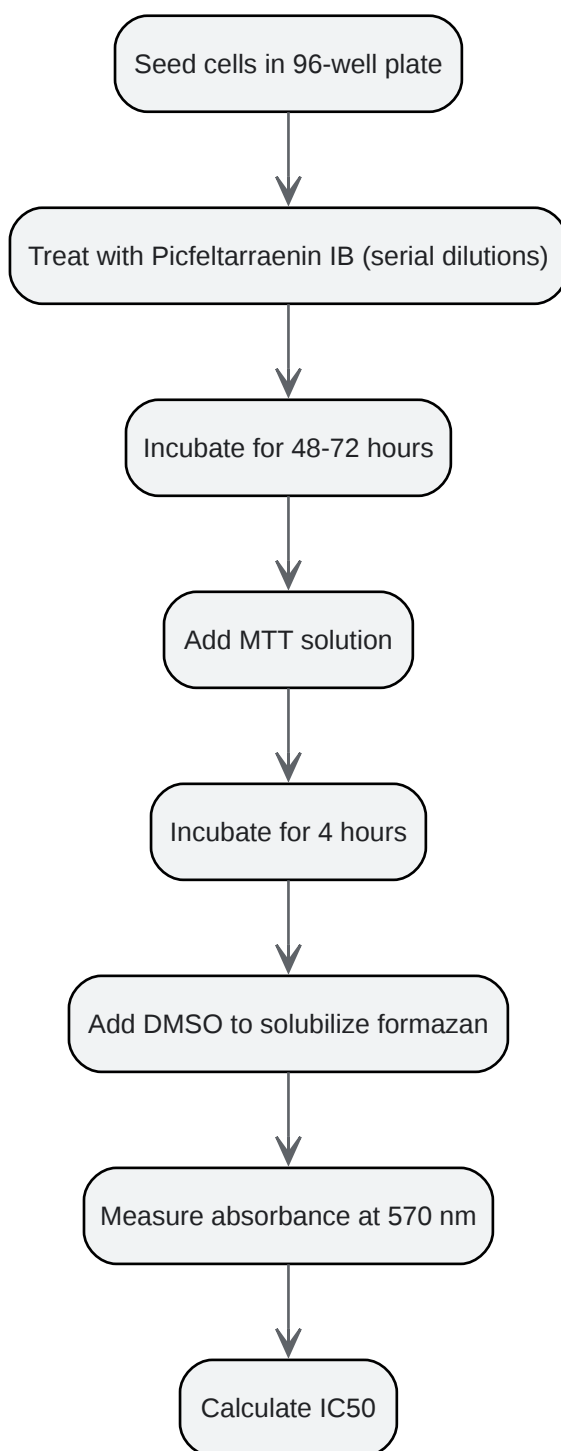 Seed cells in 96-well plate
Treat with Picfeltarraenin IB (serial dilutions)
Incubate for 48-72 hours
Add MTT solution
Incubate for 4 hours
Add DMSO to solubilize formazan
Measure absorbance at 570 nm
Calculate IC50